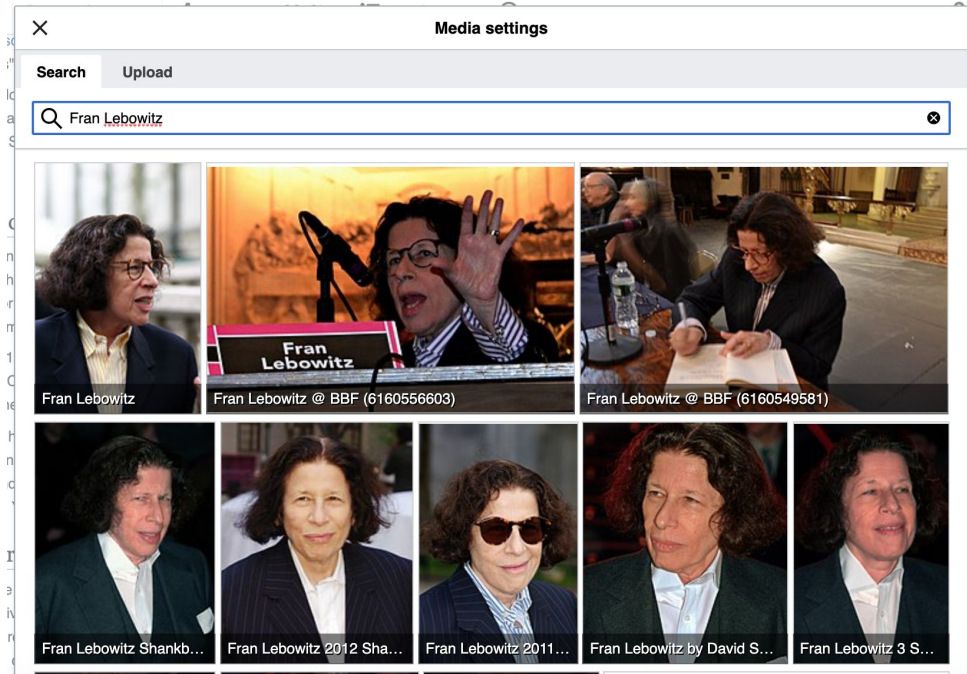 Media settings
Search Upload
Fran Lebowitz
Fran
Lebowitz
Fran Lebowitz
Fran Lebowitz @ BBF (6160556603)
Fran Lebowitz @ BBF (6160549581)
Fran Lebowitz Shankb...
Fran Lebowitz 2012 Sha...
Fran Lebowitz 2011...
Fran Lebowitz by David S...
Fran Lebowitz 3 S...